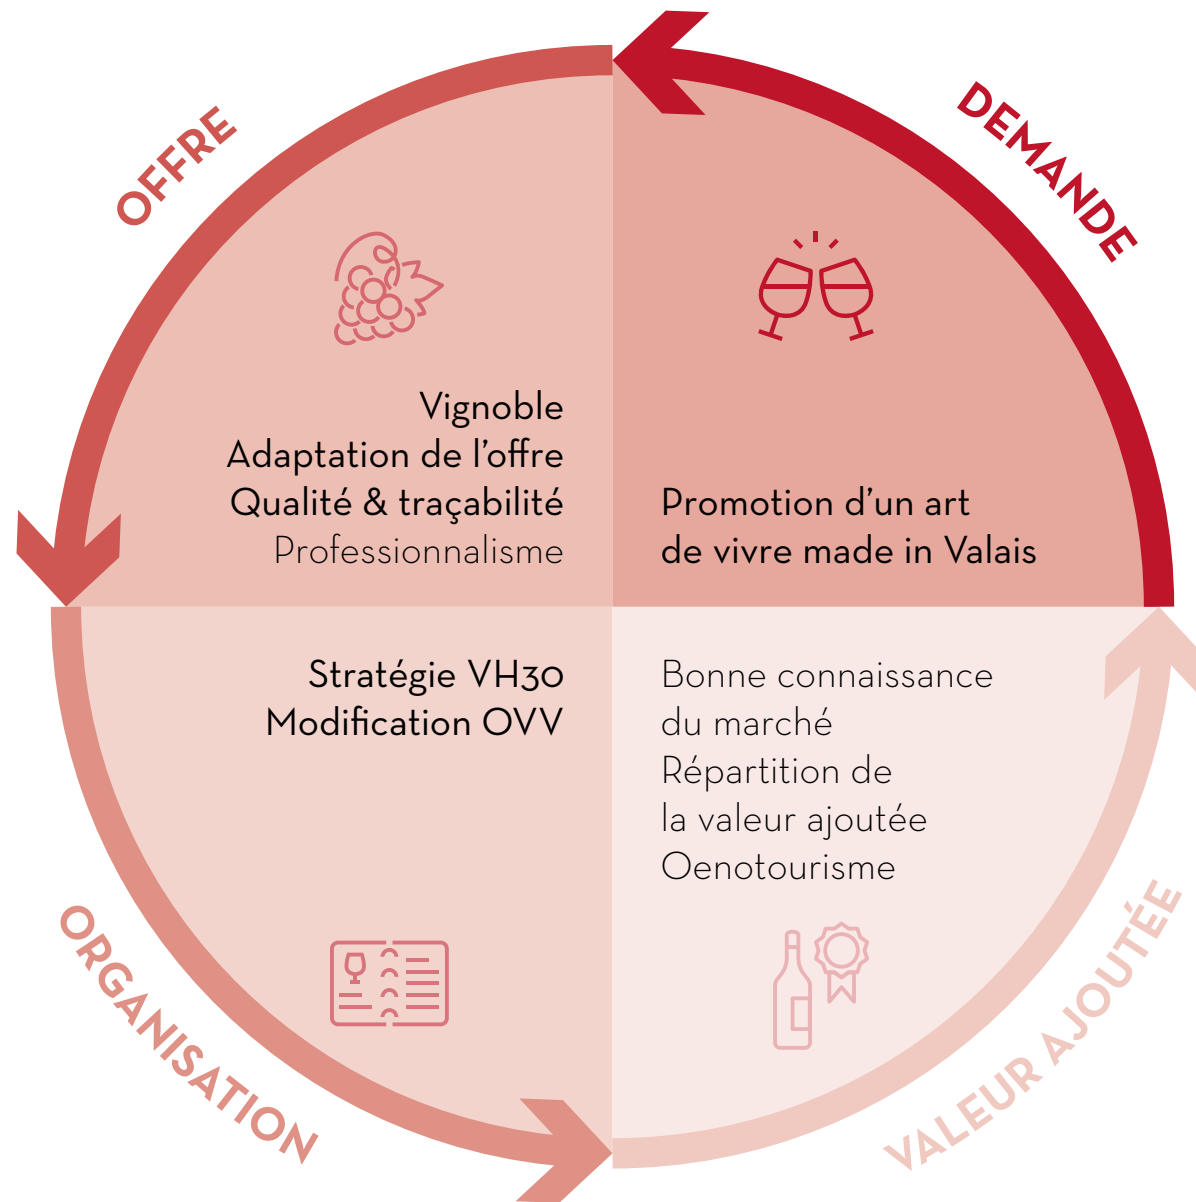 OFFRE
DEMANDE
Vignoble
Adaptation de l’offre
Qualité & traçabilité
Professionnalisme
Promotion d’un art
de vivre made in Valais
Stratégie VH30
Modification OVV
Bonne connaissance
du marché
Répartition de
la valeur ajoutée
Oenotourisme
ORGANISATION
VALEUR AJOUTÉE